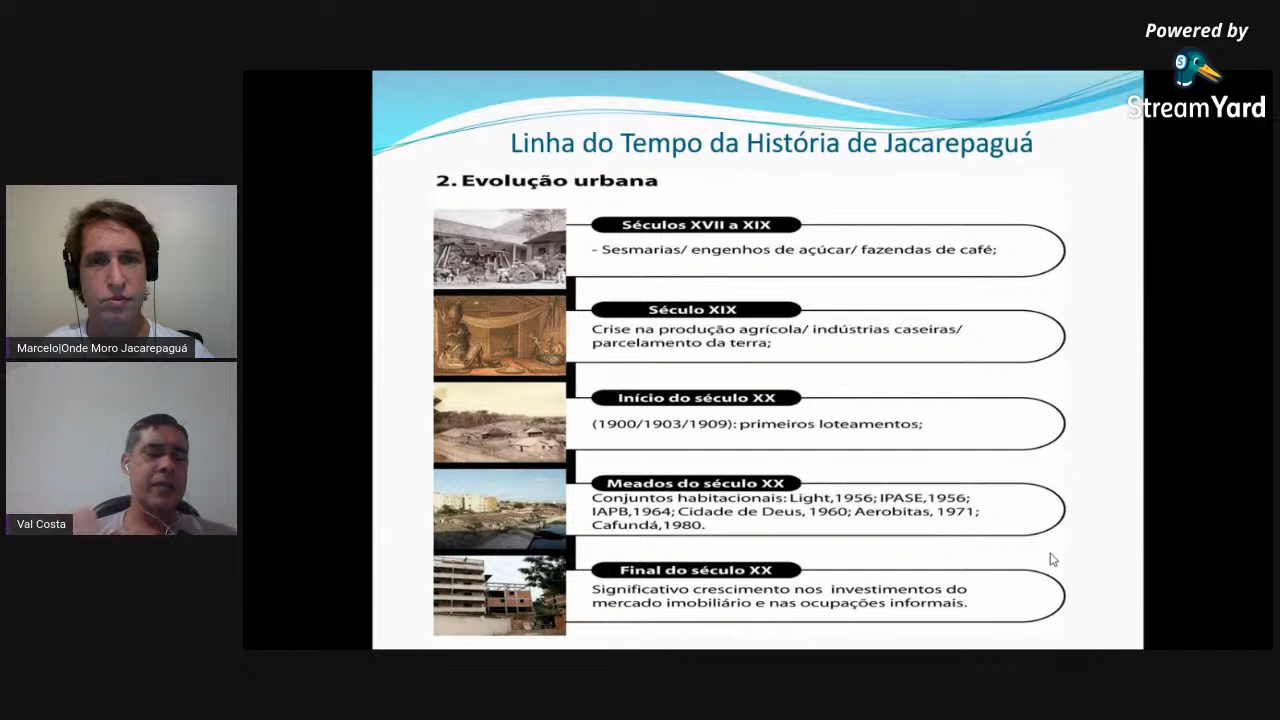 Powered by
StreamYard
Linha do Tempo da História de Jacarepaguá
2. Evolução urbana
Séculos XVII a XIX
- Sesmarias/ engenhos de açúcar/ fazendas de café;
Século XIX
Crise na produção agrícola/ indústrias caseiras/
parcelamento da terra;
Início do século XX
(1900/1903/1909): primeiros loteamentos;
Meados do século XX
Conjuntos habitacionais: Light,1956; IPASE,1956;
IAPB,1964; Cidade de Deus, 1960; Aerobitas, 1971;
Cafundá,1980.
Final do século XX
Significativo crescimento nos investimentos do
mercado imobiliário e nas ocupações informais.
Marcelo|Onde Moro Jacarepaguá
Val Costa